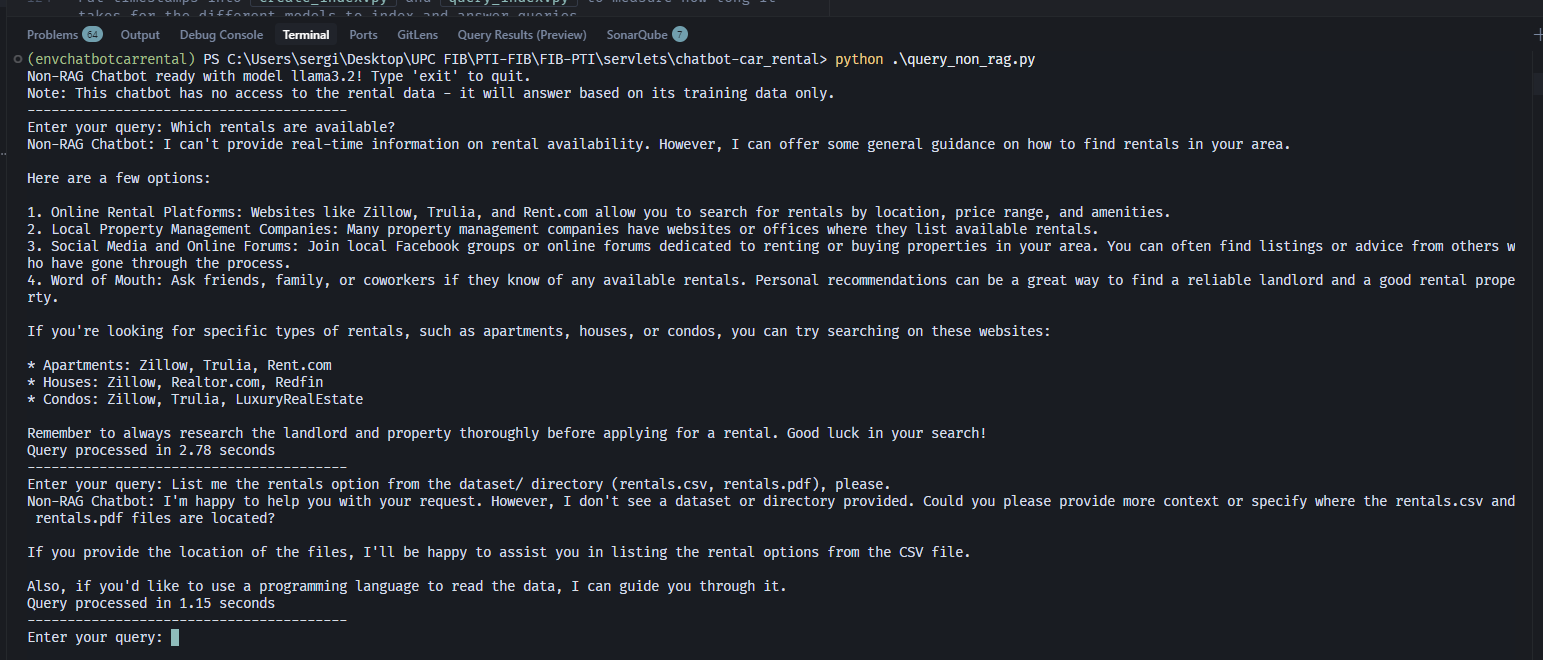 Put timestamps into create_index.py and query_index.py to measure how long it
takes for the different models to index and answer queries
Problems 64 Output Debug Console Terminal Ports GitLens Query Results (Preview) SonarQube 7
(envchatbotcarrental) PS C:\Users\sergi\Desktop\UPC FIB\PTI-FIB\FIB-PTI\servlets\chatbot-car_rental> python .\query_non_rag.py
Non-RAG Chatbot ready with model llama3.2! Type 'exit' to quit.
Note: This chatbot has no access to the rental data - it will answer based on its training data only.
----------------------------------------
Enter your query: Which rentals are available?
Non-RAG Chatbot: I can't provide real-time information on rental availability. However, I can offer some general guidance on how to find rentals in your area.
Here are a few options:
1. Online Rental Platforms: Websites like Zillow, Trulia, and Rent.com allow you to search for rentals by location, price range, and amenities.
2. Local Property Management Companies: Many property management companies have websites or offices where they list available rentals.
3. Social Media and Online Forums: Join local Facebook groups or online forums dedicated to renting or buying properties in your area. You can often find listings or advice from others w
ho have gone through the process.
4. Word of Mouth: Ask friends, family, or coworkers if they know of any available rentals. Personal recommendations can be a great way to find a reliable landlord and a good rental prope
rty.
If you're looking for specific types of rentals, such as apartments, houses, or condos, you can try searching on these websites:
* Apartments: Zillow, Trulia, Rent.com
* Houses: Zillow, Realtor.com, Redfin
* Condos: Zillow, Trulia, LuxuryRealEstate
Remember to always research the landlord and property thoroughly before applying for a rental. Good luck in your search!
Query processed in 2.78 seconds
----------------------------------------
Enter your query: List me the rentals option from the dataset/ directory (rentals.csv, rentals.pdf), please.
Non-RAG Chatbot: I'm happy to help you with your request. However, I don't see a dataset or directory provided. Could you please provide more context or specify where the rentals.csv and
rentals.pdf files are located?
If you provide the location of the files, I'll be happy to assist you in listing the rental options from the CSV file.
Also, if you'd like to use a programming language to read the data, I can guide you through it.
Query processed in 1.15 seconds
----------------------------------------
Enter your query: